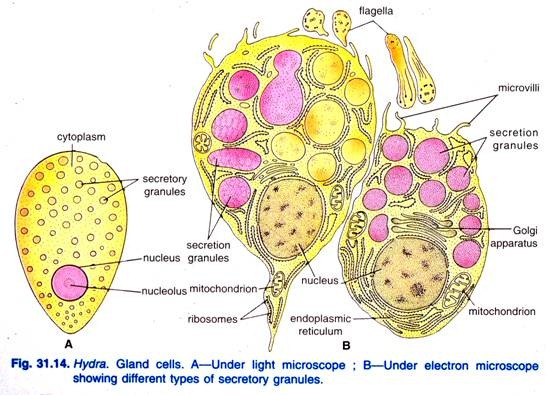 flagella
microvilli
cytoplasm
secretion
granules
secretory
granules
Golgi
apparatus
nucleus
secretion
granules
nucleolus
mitochondrion
nucleus
mitochondrion
ribosomes
endoplasmic
reticulum
A
B
Fig. 31.14. Hydra. Gland cells. A—Under light microscope ; B—Under electron microscope
showing different types of secretory granules.